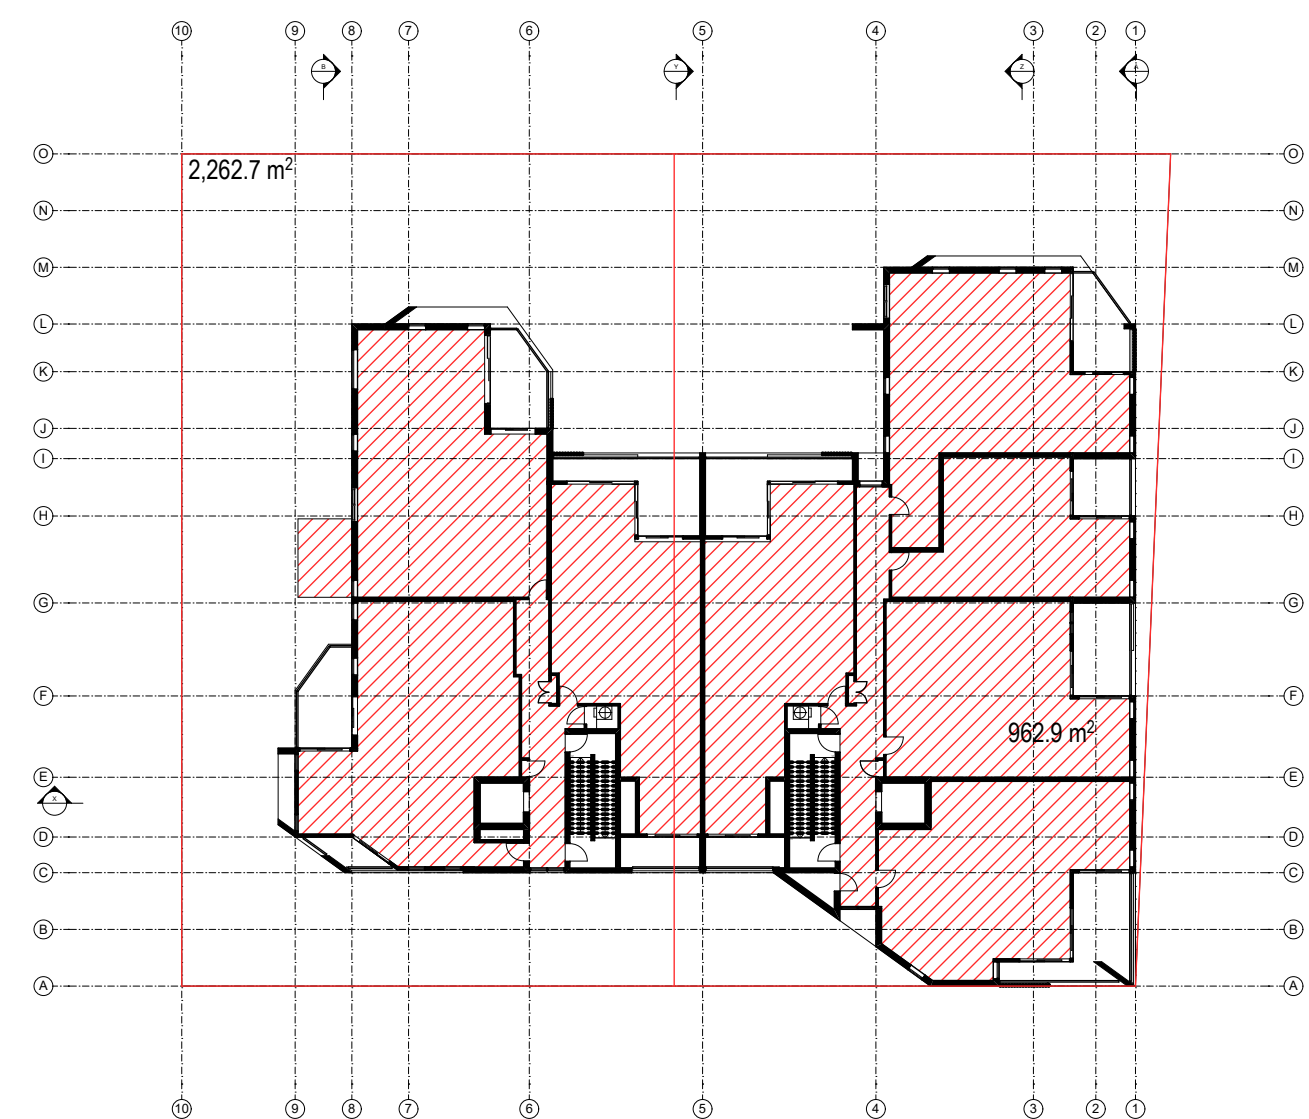 10 9 8 7 6 5 4 3 2 1
B Y Z A
O O
2,262.7 m²
N N
M M
L L
K K
J J
I I
H H
G G
F F
962.9 m²
E E
X
D D
C C
B B
A A
10 9 8 7 6 5 4 3 2 1